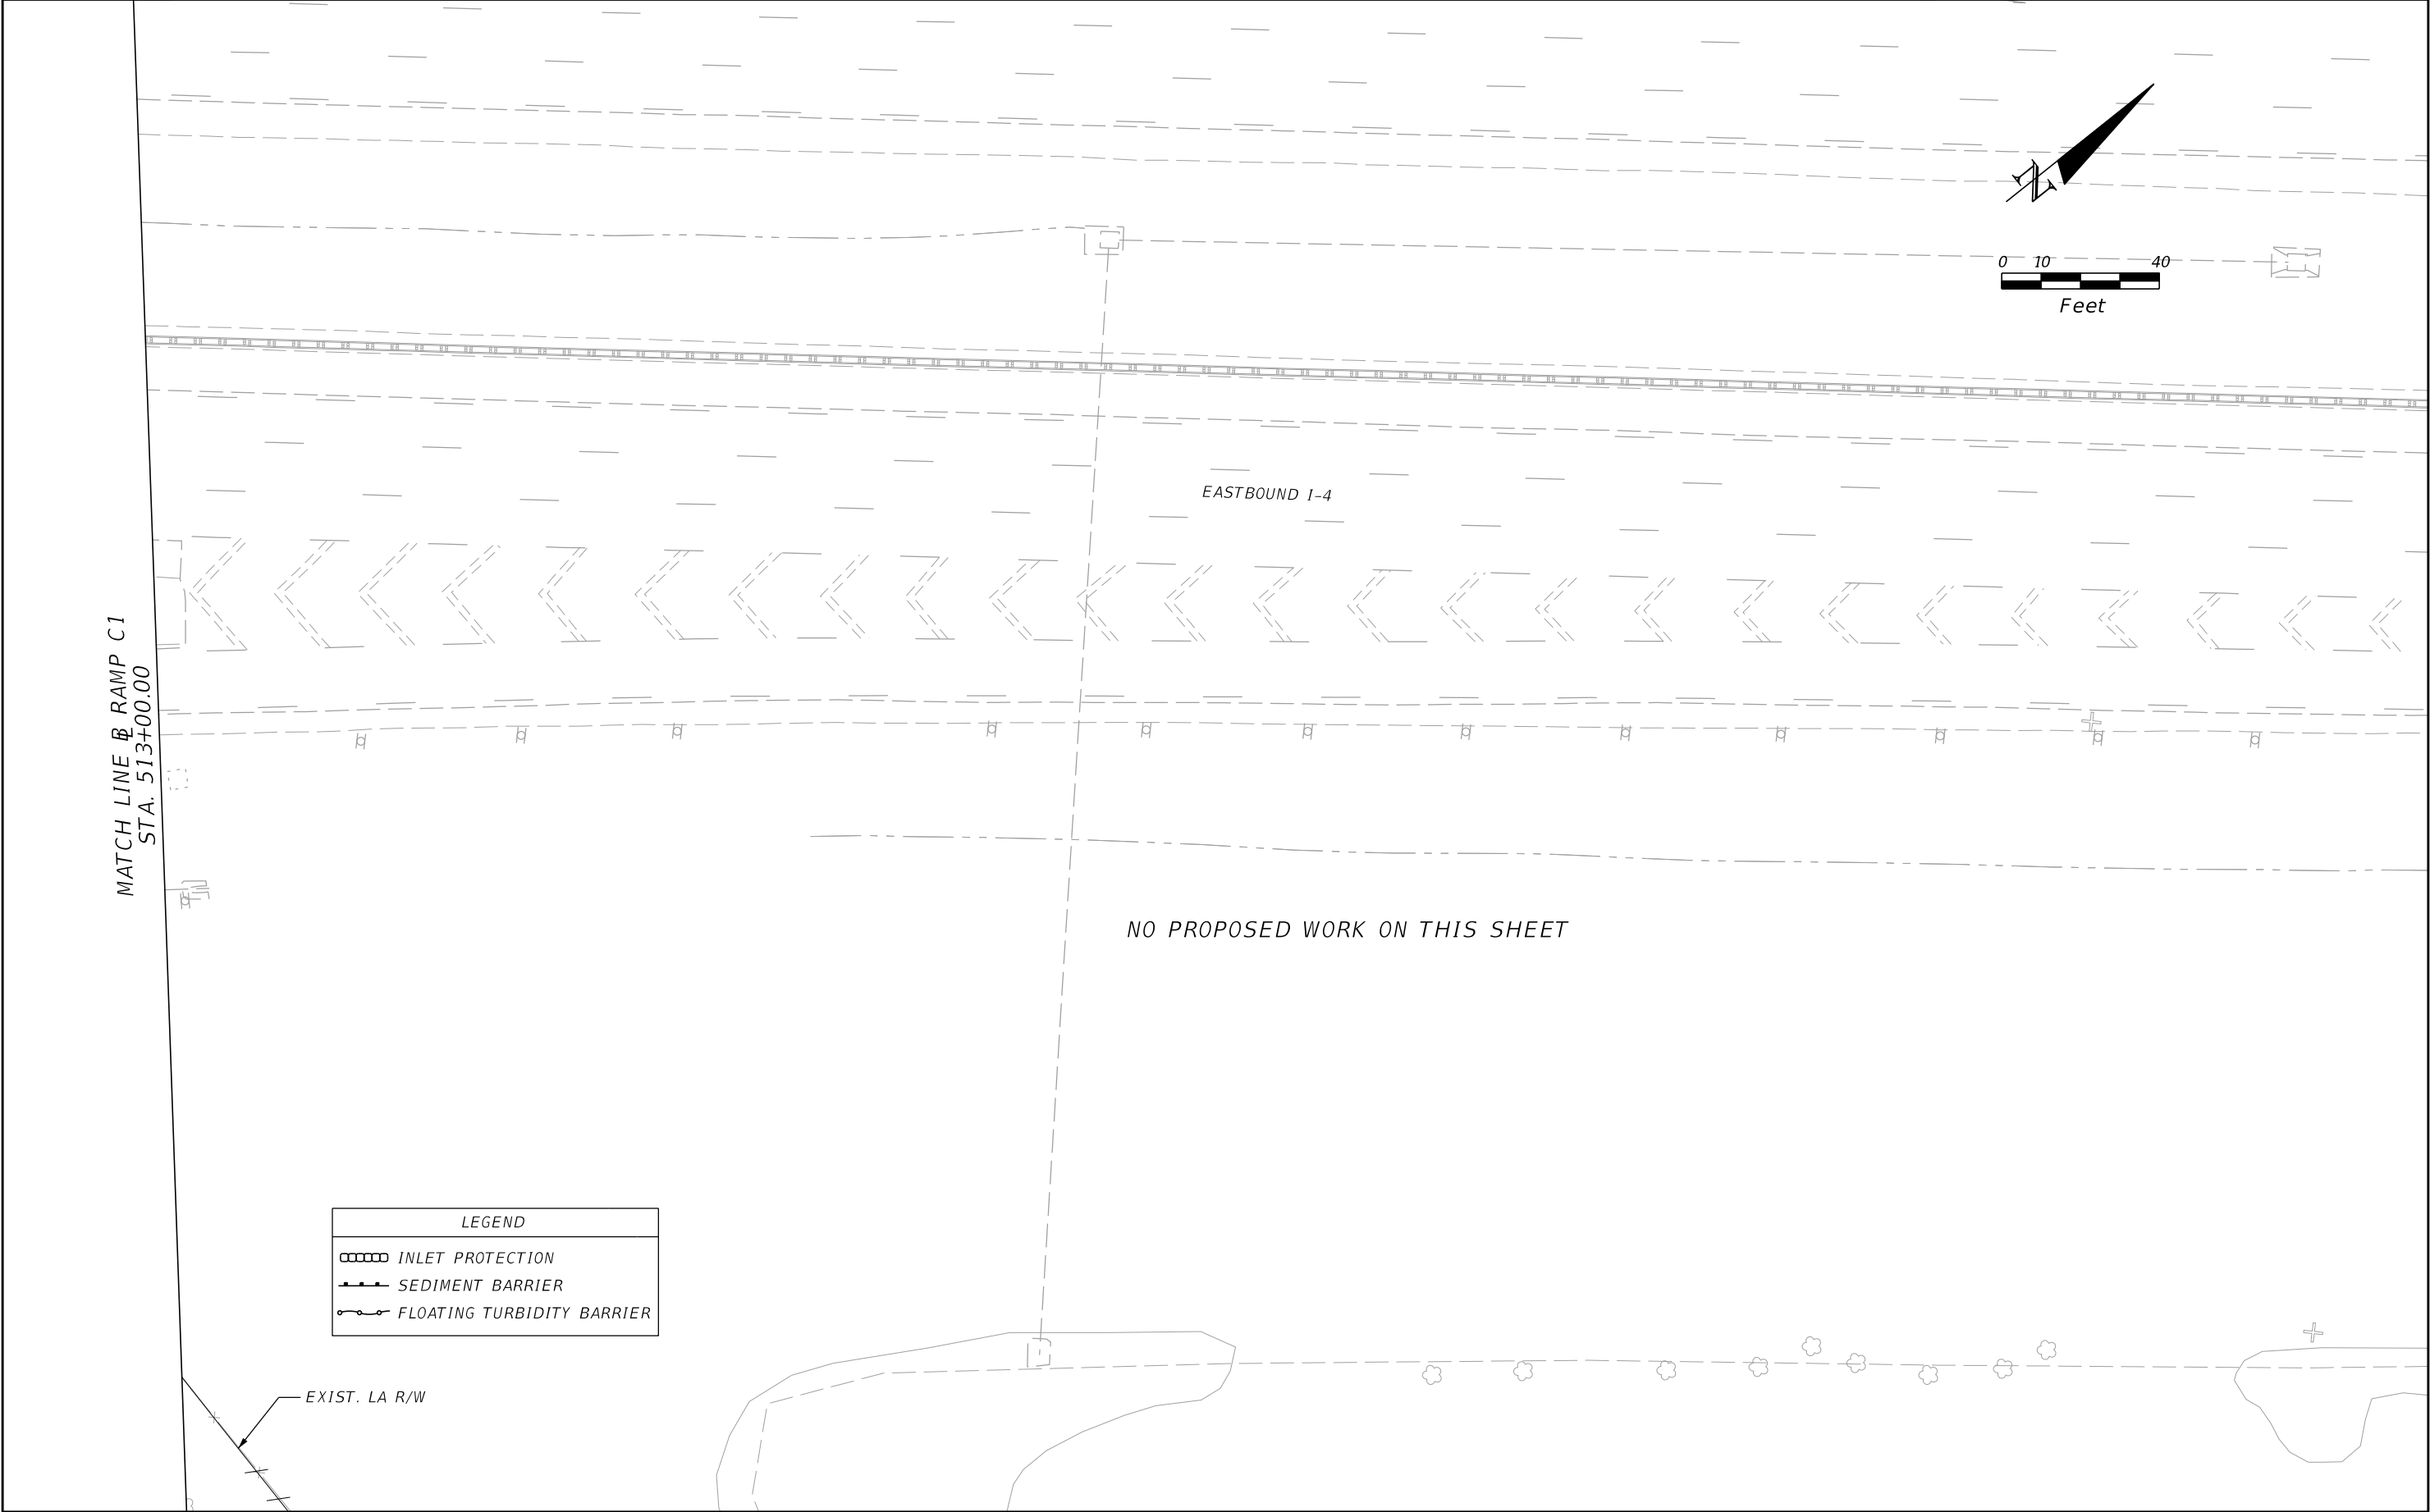 N
0 10 40
Feet
EASTBOUND I-4
MATCH LINE B RAMP C1
STA. 513+00.00
NO PROPOSED WORK ON THIS SHEET
LEGEND
INLET PROTECTION
SEDIMENT BARRIER
FLOATING TURBIDITY BARRIER
EXIST. LA R/W